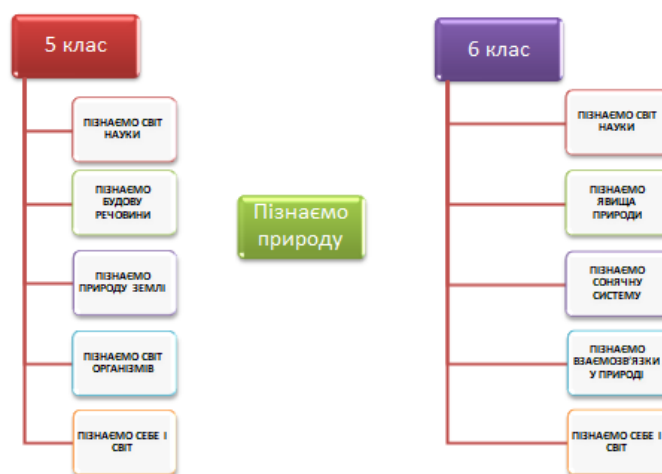 5 клас
ПІЗНАЄМО СВІТ
НАУКИ
ПІЗНАЄМО
БУДОВУ
РЕЧОВИНИ
ПІЗНАЄМО
ПРИРОДУ ЗЕМЛІ
ПІЗНАЄМО СВІТ
ОРГАНІЗМІВ
ПІЗНАЄМО СЕБЕ І
СВІТ
Пізнаємо
природу
6 клас
ПІЗНАЄМО СВІТ
НАУКИ
ПІЗНАЄМО
ЯВИЩА
ПРИРОДИ
ПІЗНАЄМО
СОНЯЧНУ
СИСТЕМУ
ПІЗНАЄМО
ВЗАЄМОЗВ'ЯЗКИ
У ПРИРОДІ
ПІЗНАЄМО СЕБЕ І
СВІТ